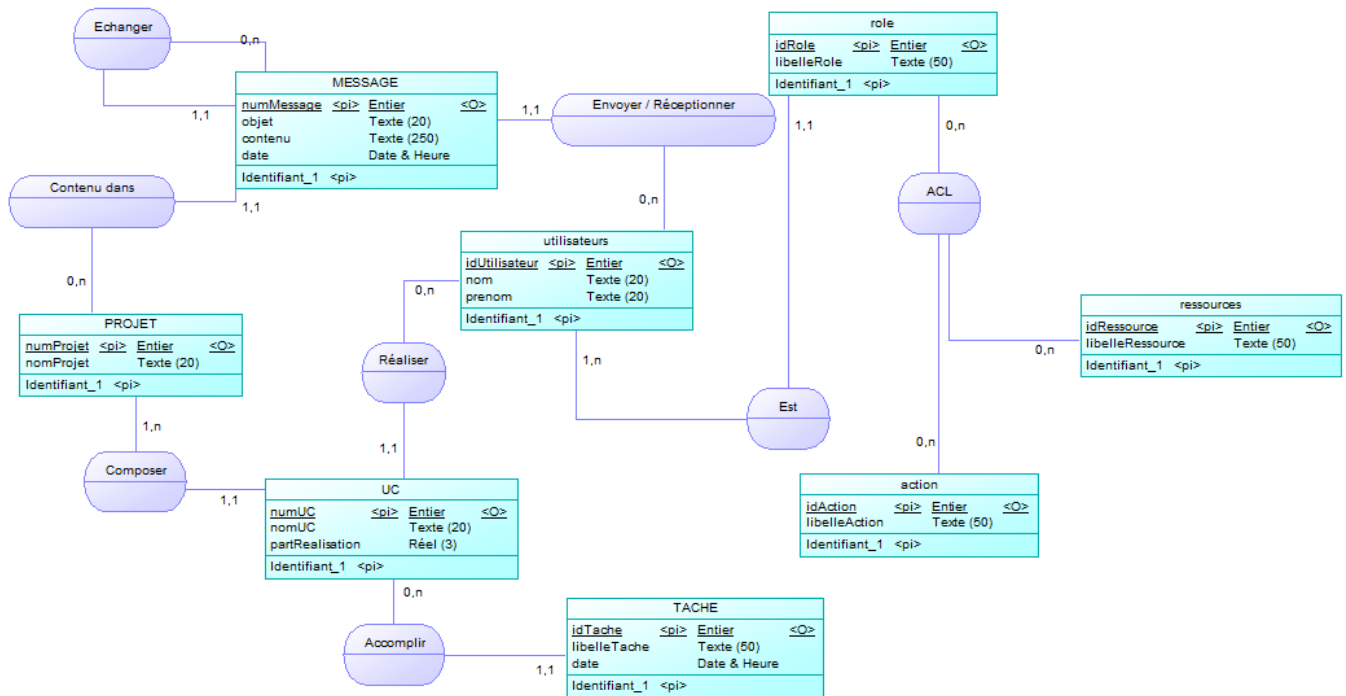 Echanger
0,n
1,1
MESSAGE
numMessage <pi> Entier <O>
objet Texte (20)
contenu Texte (250)
date Date & Heure
Identifiant_1 <pi>
1,1
Envoyer / Réceptionner
0,n
role
idRole <pi> Entier <O>
libelleRole Texte (50)
Identifiant_1 <pi>
1,1
0,n
Contenu dans
1,1
0,n
ACL
utilisateurs
idUtilisateur <pi> Entier <O>
nom Texte (20)
prenom Texte (20)
Identifiant_1 <pi>
0,n
1,n
PROJET
numProjet <pi> Entier <O>
nomProjet Texte (20)
Identifiant_1 <pi>
1,n
ressources
idRessource <pi> Entier <O>
libelleRessource Texte (50)
Identifiant_1 <pi>
0,n
Réaliser
1,1
Est
0,n
Composer
1,1
UC
numUC <pi> Entier <O>
nomUC Texte (20)
partRealisation Réel (3)
Identifiant_1 <pi>
0,n
action
idAction <pi> Entier <O>
libelleAction Texte (50)
Identifiant_1 <pi>
Accomplir
1,1
TACHE
idTache <pi> Entier <O>
libelleTache Texte (50)
date Date & Heure
Identifiant_1 <pi>